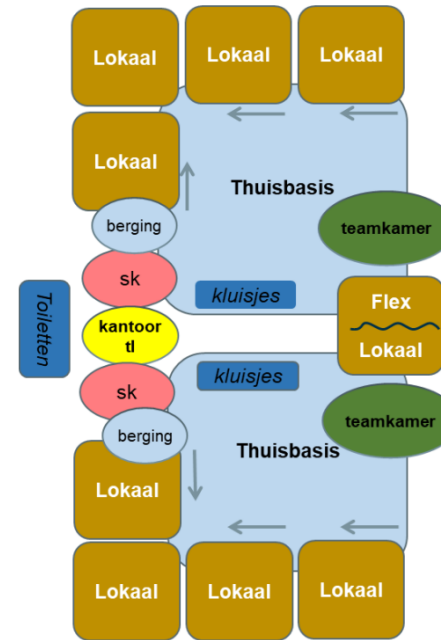 Lokaal
Lokaal
Lokaal
Lokaal
Thuisbasis
berging
teamkamer
sk
kluisjes
Toiletten
Flex
Lokaal
kantoor
tl
sk
kluisjes
berging
teamkamer
Thuisbasis
Lokaal
Lokaal
Lokaal
Lokaal